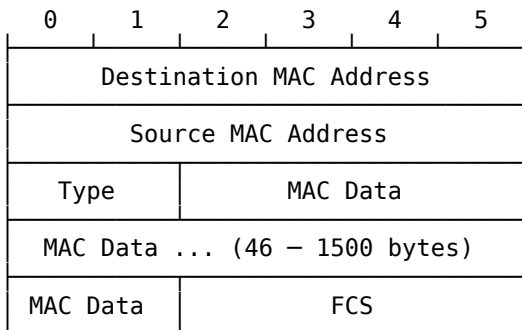 0 1 2 3 4 5
Destination MAC Address
Source MAC Address
Type MAC Data
MAC Data ... (46 – 1500 bytes)
MAC Data FCS